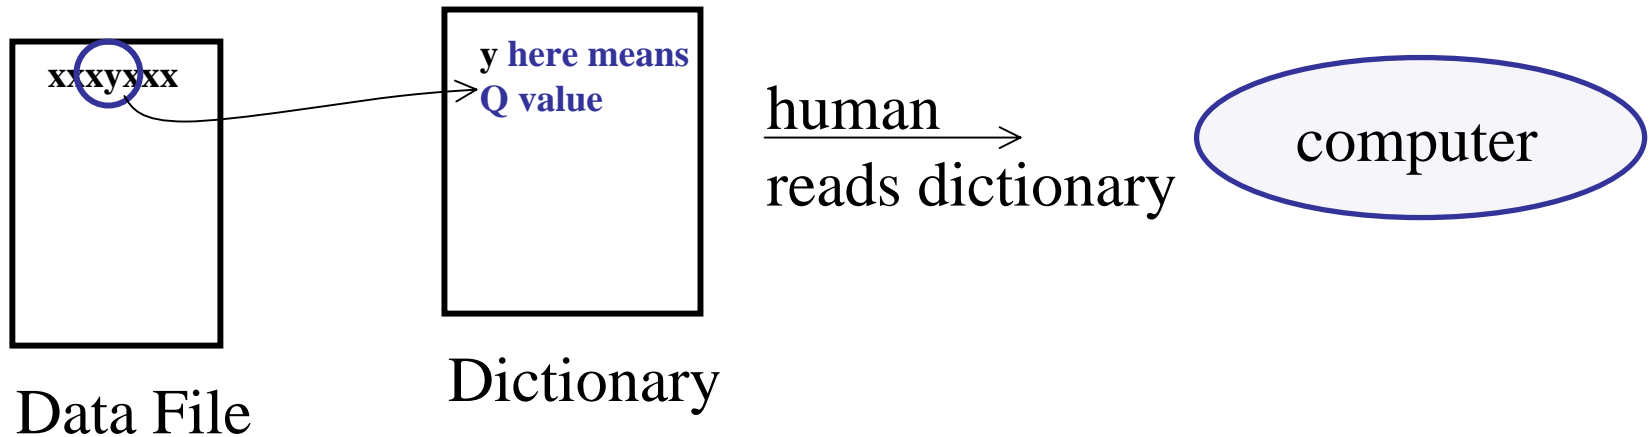 xxxyxxx
y here means
Q value
human
reads dictionary
computer
Dictionary
Data File